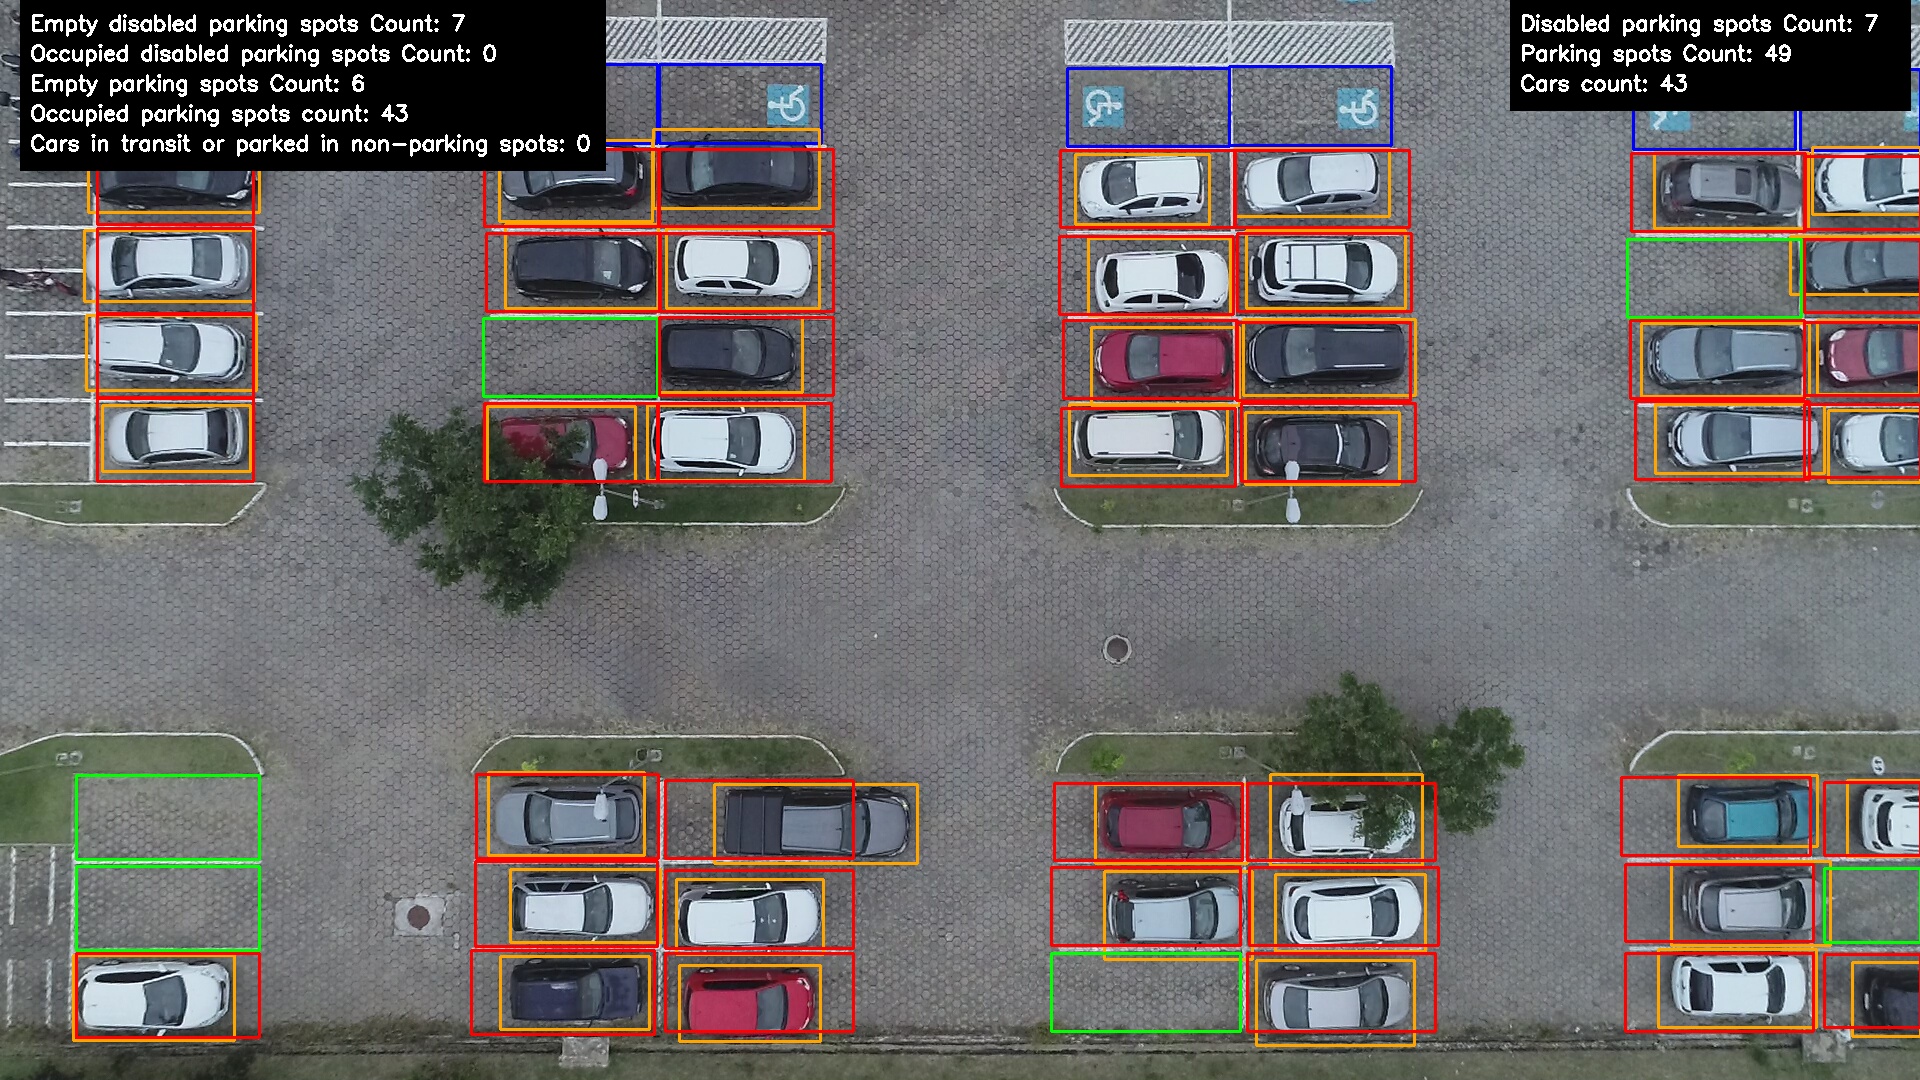 Empty disabled parking spots Count: 7
Occupied disabled parking spots Count: 0
Empty parking spots Count: 6
Occupied parking spots count: 43
Cars in transit or parked in non-parking spots: 0
Disabled parking spots Count: 7
Parking spots Count: 49
Cars count: 43